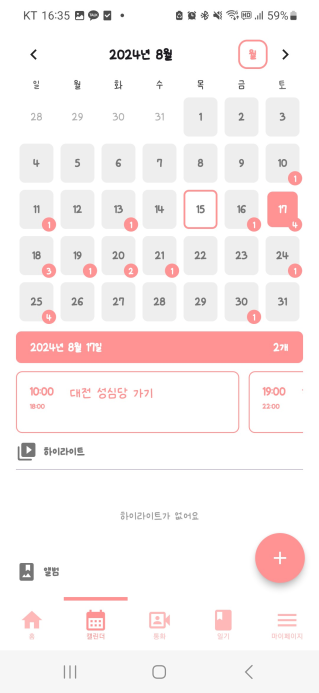 KT 16:35 59%
2024년 8월 월
일 월 화 수 목 금 토
28 29 30 31 1 2 3
4 5 6 7 8 9 10
1
11 12 13 14 15 16 17
1 1 1 4
18 19 20 21 22 23 24
3 1 2 1 1
25 26 27 28 29 30 31
4 1
2024년 8월 17일 2개
10:00 대전 성심당 가기 19:00
18:00 22:00
하이라이트
하이라이트가 없어요
앨범
홈 캘린더 통화 일기 마이페이지